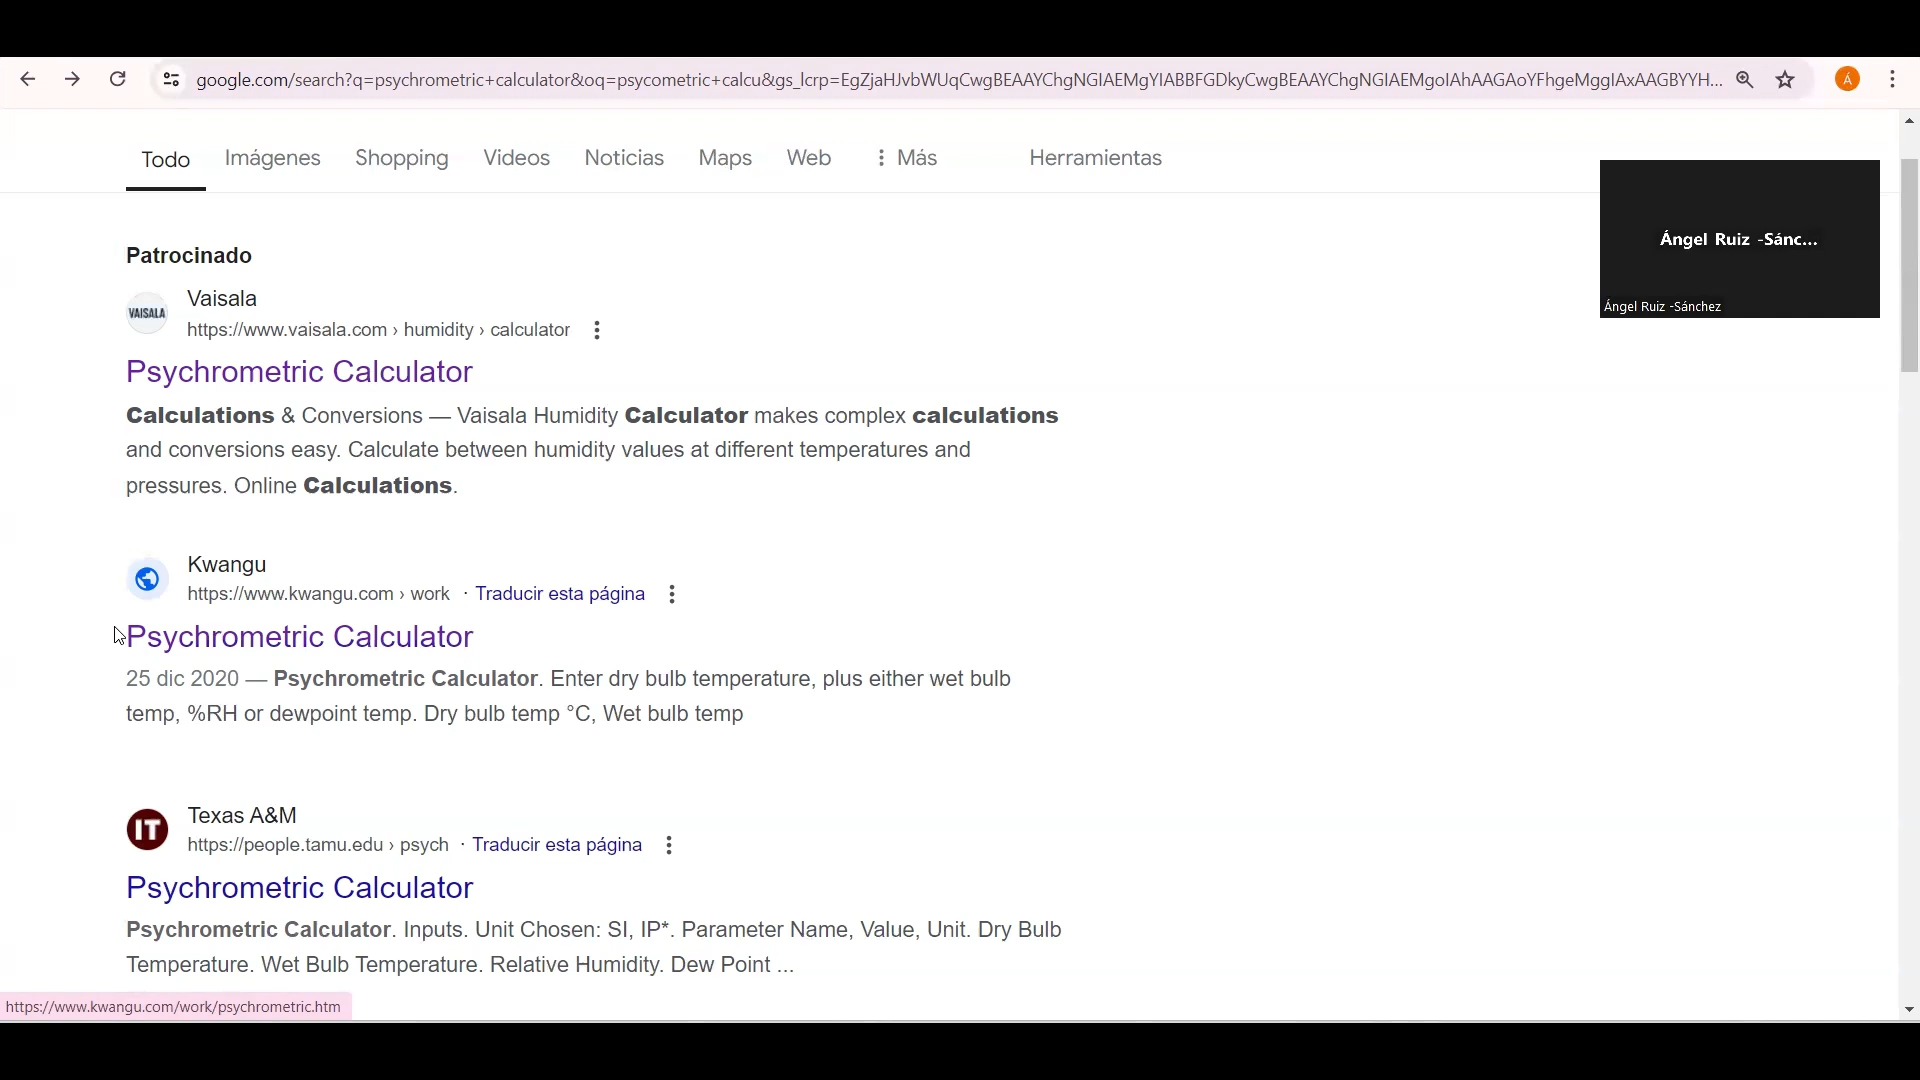 google.com/search?q=psychrometric+calculator&oq=psycometric+calcu&gs_lcrp=EgZjaHJvbWUqCwgBEAAYChgNGIAEMgYIABBFGDkyCwgBEAAYChgNGIAEMgoIAhAAGAoYFhgeMggIAxAAGBYYH...
Á
Todo
Imágenes
Shopping
Videos
Noticias
Maps
Web
Más
Herramientas
Ángel Ruiz -Sánc...
Ángel Ruiz -Sánchez
Patrocinado
VAISALA
Vaisala
https://www.vaisala.com › humidity › calculator
Psychrometric Calculator
Calculations & Conversions — Vaisala Humidity Calculator makes complex calculations
and conversions easy. Calculate between humidity values at different temperatures and
pressures. Online Calculations.
Kwangu
https://www.kwangu.com › work · Traducir esta página
Psychrometric Calculator
25 dic 2020 — Psychrometric Calculator. Enter dry bulb temperature, plus either wet bulb
temp, %RH or dewpoint temp. Dry bulb temp °C, Wet bulb temp
IT
Texas A&M
https://people.tamu.edu › psych · Traducir esta página
Psychrometric Calculator
Psychrometric Calculator. Inputs. Unit Chosen: SI, IP*. Parameter Name, Value, Unit. Dry Bulb
Temperature. Wet Bulb Temperature. Relative Humidity. Dew Point ...
https://www.kwangu.com/work/psychrometric.htm